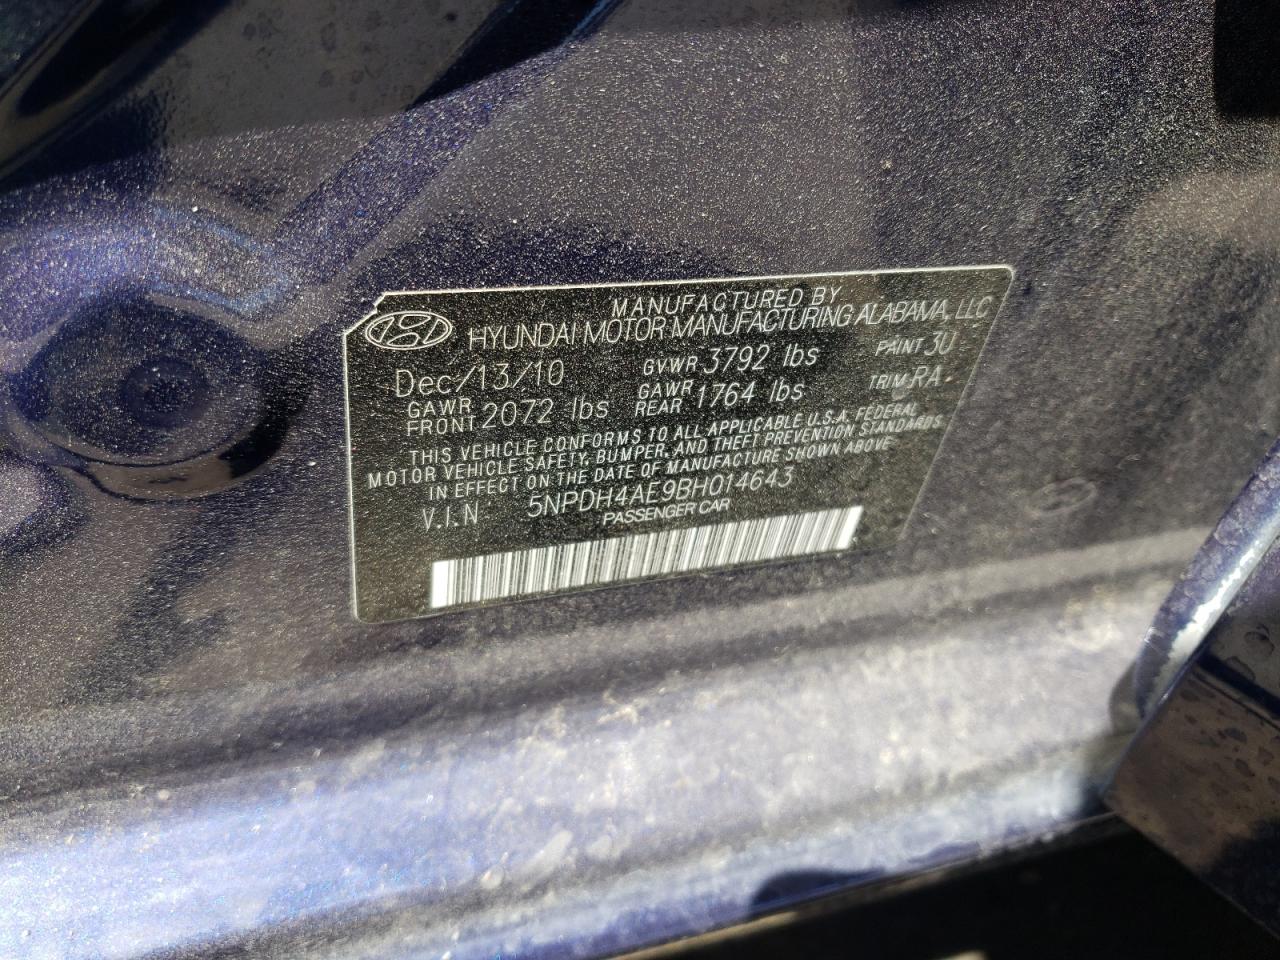 MANUFACTURED BY
HYUNDAI MOTOR MANUFACTURING ALABAMA, LLC
Dec/13/10 GVWR 3792 lbs PAINT 3U
GAWR FRONT 2072 lbs GAWR REAR 1764 lbs TRIM RA
THIS VEHICLE CONFORMS TO ALL APPLICABLE U.S.A. FEDERAL
MOTOR VEHICLE SAFETY, BUMPER, AND THEFT PREVENTION STANDARDS
IN EFFECT ON THE DATE OF MANUFACTURE SHOWN ABOVE
V.I.N 5NPDH4AE9BH014643
PASSENGER CAR